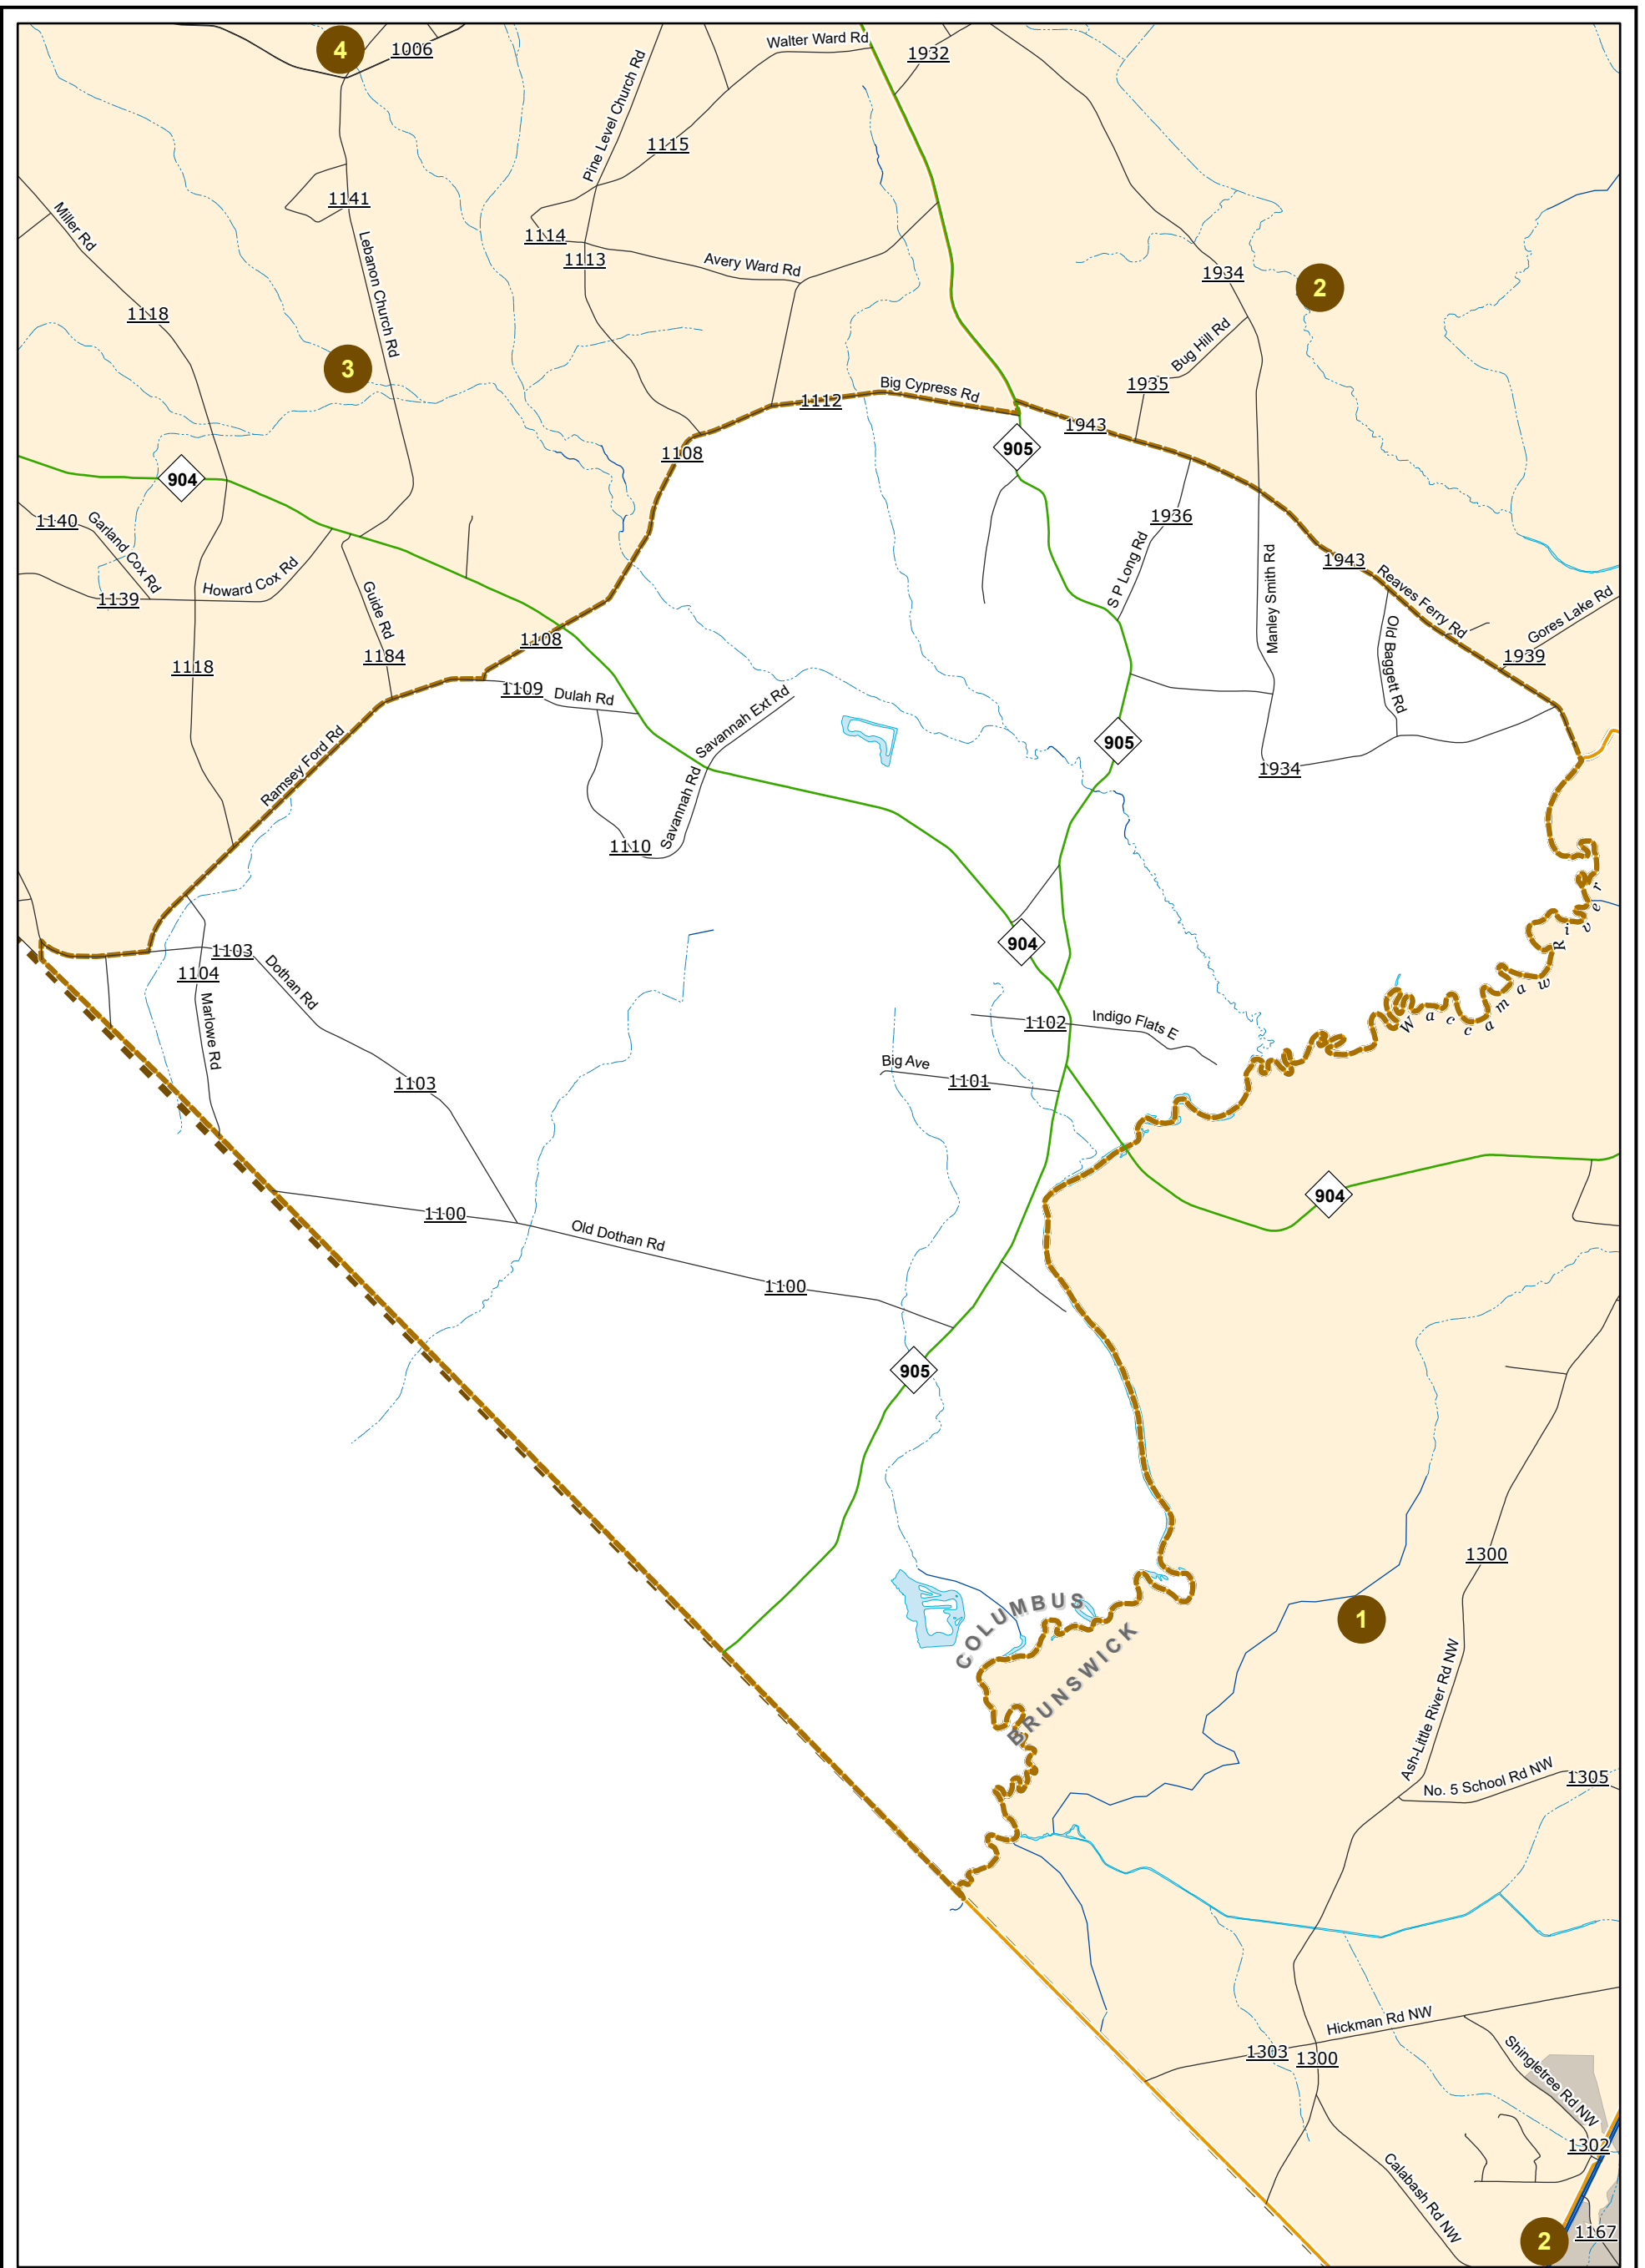 4
1006
Walter Ward Rd
1932
Pine Level Church Rd
1115
1141
Miller Rd
1114
1113
Lebanon Church Rd
Avery Ward Rd
1934
2
1118
Bug Hill Rd
3
1935
Big Cypress Rd
1112
1943
905
1108
904
1140
Garland Cox Rd
1936
S P Long Rd
Manley Smith Rd
1943
Reaves Ferry Rd
Howard Cox Rd
1139
Guide Rd
Gores Lake Rd
1108
1184
1118
Old Baggett Rd
1939
1109
Dulah Rd
Savannah Ext Rd
905
1934
Ramsey Ford Rd
Savannah Rd
1110
904
1103
1104
Dothan Rd
Marlowe Rd
Waccamaw River
1102
Indigo Flats E
Big Ave
1101
1103
904
1100
Old Dothan Rd
1100
905
1300
COLUMBUS
BRUNSWICK
1
Ash-Little River Rd NW
No. 5 School Rd NW
1305
Hickman Rd NW
1303
1300
Shingletree Rd NW
1302
Calabash Rd NW
2
1167